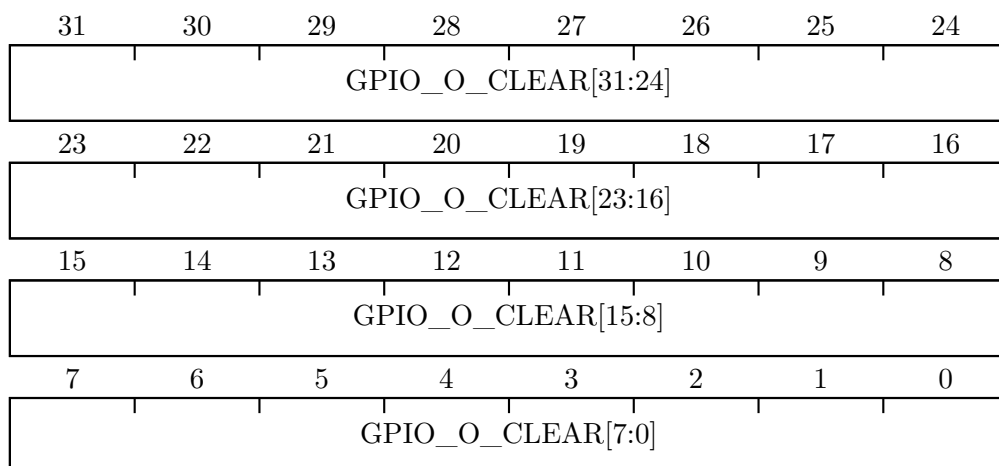 31 30 29 28 27 26 25 24
GPIO_O_CLEAR[31:24]
23 22 21 20 19 18 17 16
GPIO_O_CLEAR[23:16]
15 14 13 12 11 10 9 8
GPIO_O_CLEAR[15:8]
7 6 5 4 3 2 1 0
GPIO_O_CLEAR[7:0]